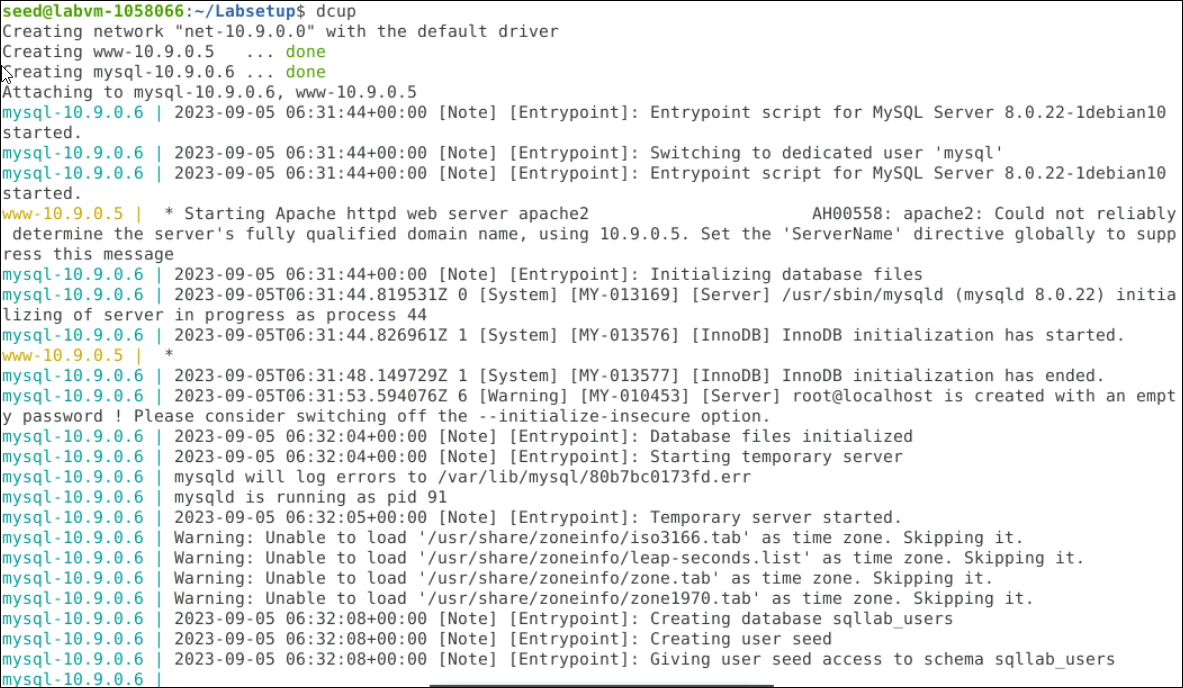 seed@labvm-1058066:~/Labsetup$ dcup
Creating network "net-10.9.0.0" with the default driver
Creating www-10.9.0.5   ... done
Creating mysql-10.9.0.6 ... done
Attaching to mysql-10.9.0.6, www-10.9.0.5
mysql-10.9.0.6 | 2023-09-05 06:31:44+00:00 [Note] [Entrypoint]: Entrypoint script for MySQL Server 8.0.22-1debian10
started.
mysql-10.9.0.6 | 2023-09-05 06:31:44+00:00 [Note] [Entrypoint]: Switching to dedicated user 'mysql'
mysql-10.9.0.6 | 2023-09-05 06:31:44+00:00 [Note] [Entrypoint]: Entrypoint script for MySQL Server 8.0.22-1debian10
started.
www-10.9.0.5 |  * Starting Apache httpd web server apache2                      AH00558: apache2: Could not reliably
 determine the server's fully qualified domain name, using 10.9.0.5. Set the 'ServerName' directive globally to supp
ress this message
mysql-10.9.0.6 | 2023-09-05 06:31:44+00:00 [Note] [Entrypoint]: Initializing database files
mysql-10.9.0.6 | 2023-09-05T06:31:44.819531Z 0 [System] [MY-013169] [Server] /usr/sbin/mysqld (mysqld 8.0.22) initia
lizing of server in progress as process 44
mysql-10.9.0.6 | 2023-09-05T06:31:44.826961Z 1 [System] [MY-013576] [InnoDB] InnoDB initialization has started.
www-10.9.0.5 |  *
mysql-10.9.0.6 | 2023-09-05T06:31:48.149729Z 1 [System] [MY-013577] [InnoDB] InnoDB initialization has ended.
mysql-10.9.0.6 | 2023-09-05T06:31:53.594076Z 6 [Warning] [MY-010453] [Server] root@localhost is created with an empt
y password ! Please consider switching off the --initialize-insecure option.
mysql-10.9.0.6 | 2023-09-05 06:32:04+00:00 [Note] [Entrypoint]: Database files initialized
mysql-10.9.0.6 | 2023-09-05 06:32:04+00:00 [Note] [Entrypoint]: Starting temporary server
mysql-10.9.0.6 | mysqld will log errors to /var/lib/mysql/80b7bc0173fd.err
mysql-10.9.0.6 | mysqld is running as pid 91
mysql-10.9.0.6 | 2023-09-05 06:32:05+00:00 [Note] [Entrypoint]: Temporary server started.
mysql-10.9.0.6 | Warning: Unable to load '/usr/share/zoneinfo/iso3166.tab' as time zone. Skipping it.
mysql-10.9.0.6 | Warning: Unable to load '/usr/share/zoneinfo/leap-seconds.list' as time zone. Skipping it.
mysql-10.9.0.6 | Warning: Unable to load '/usr/share/zoneinfo/zone.tab' as time zone. Skipping it.
mysql-10.9.0.6 | Warning: Unable to load '/usr/share/zoneinfo/zone1970.tab' as time zone. Skipping it.
mysql-10.9.0.6 | 2023-09-05 06:32:08+00:00 [Note] [Entrypoint]: Creating database sqllab_users
mysql-10.9.0.6 | 2023-09-05 06:32:08+00:00 [Note] [Entrypoint]: Creating user seed
mysql-10.9.0.6 | 2023-09-05 06:32:08+00:00 [Note] [Entrypoint]: Giving user seed access to schema sqllab_users
mysql-10.9.0.6 |